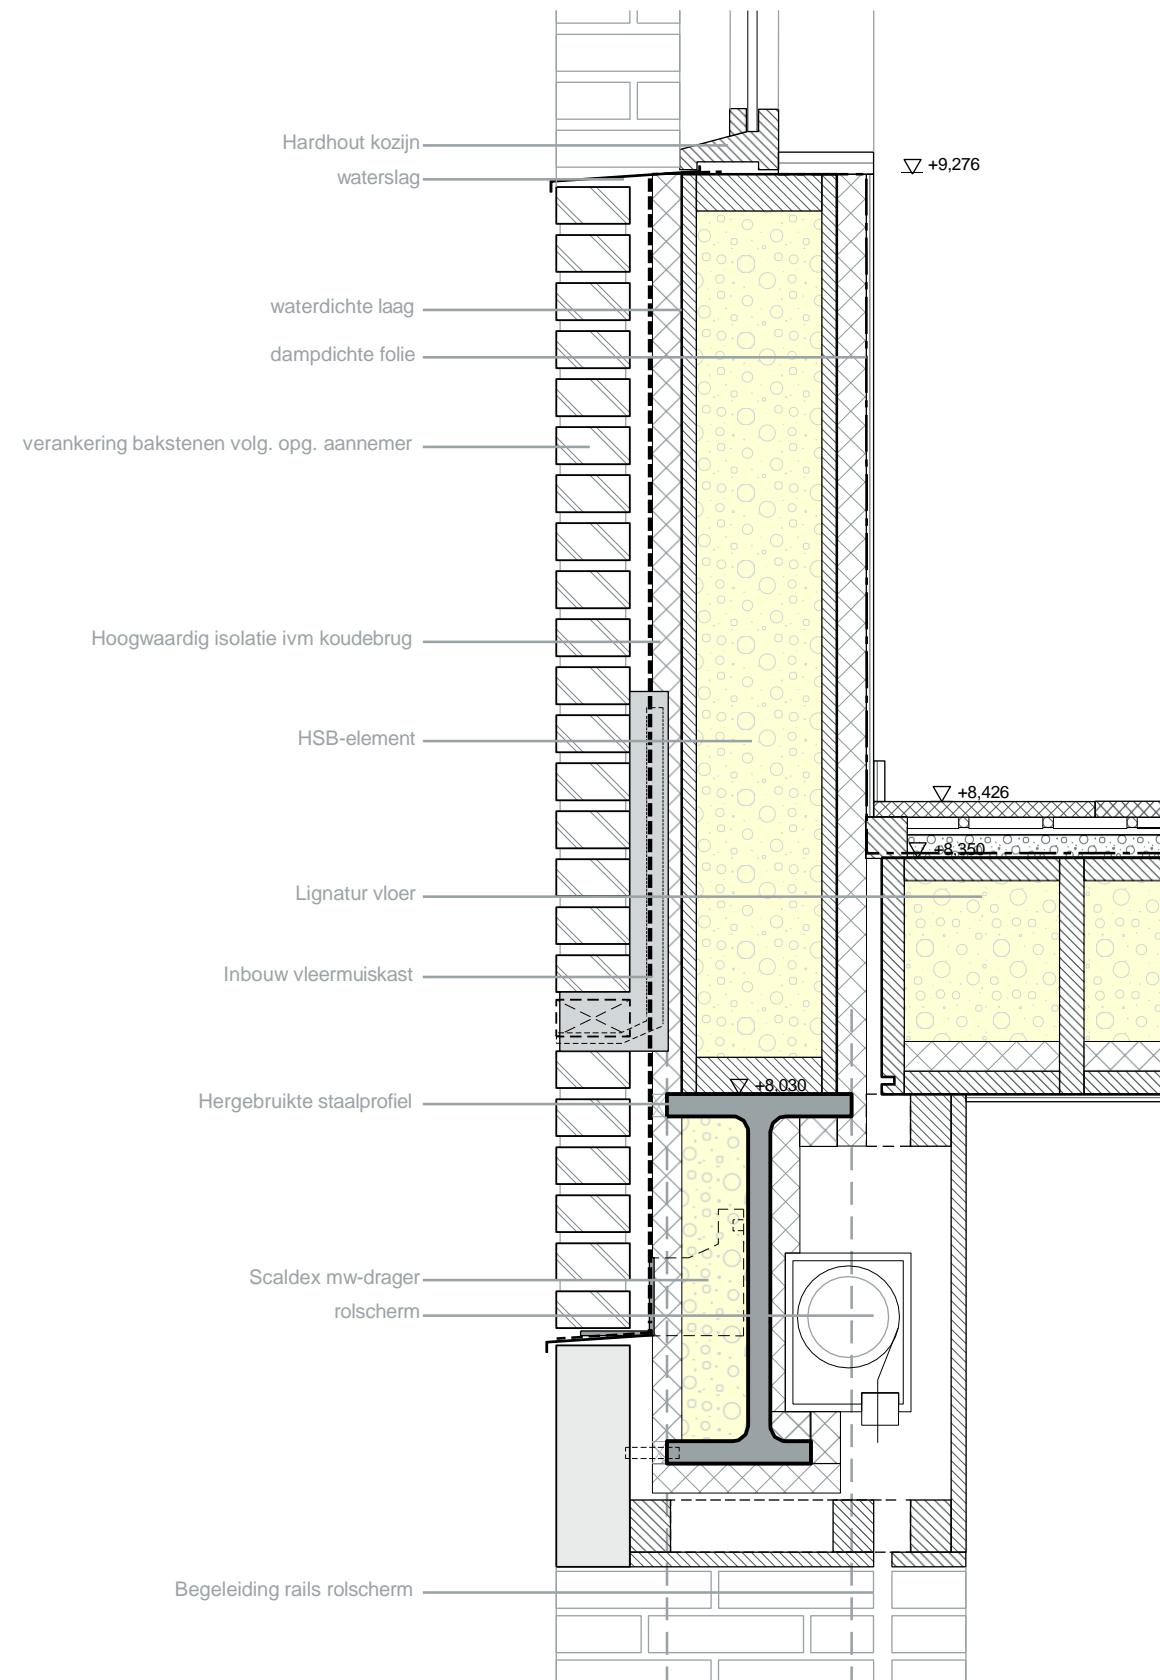 Hardhout kozijn
+9,276
waterslag
waterdichte laag
dampdichte folie
verankering bakstenen volg. opg. aannemer
Hoogwaardig isolatie ivm koudebrug
HSB-element
+8,426
+8,350
Lignatur vloer
Inbouw vleermuiskast
+8,030
Hergebruikte staalprofiel
Scaldex mw-drager
rolscherm
Begeleiding rails rolscherm